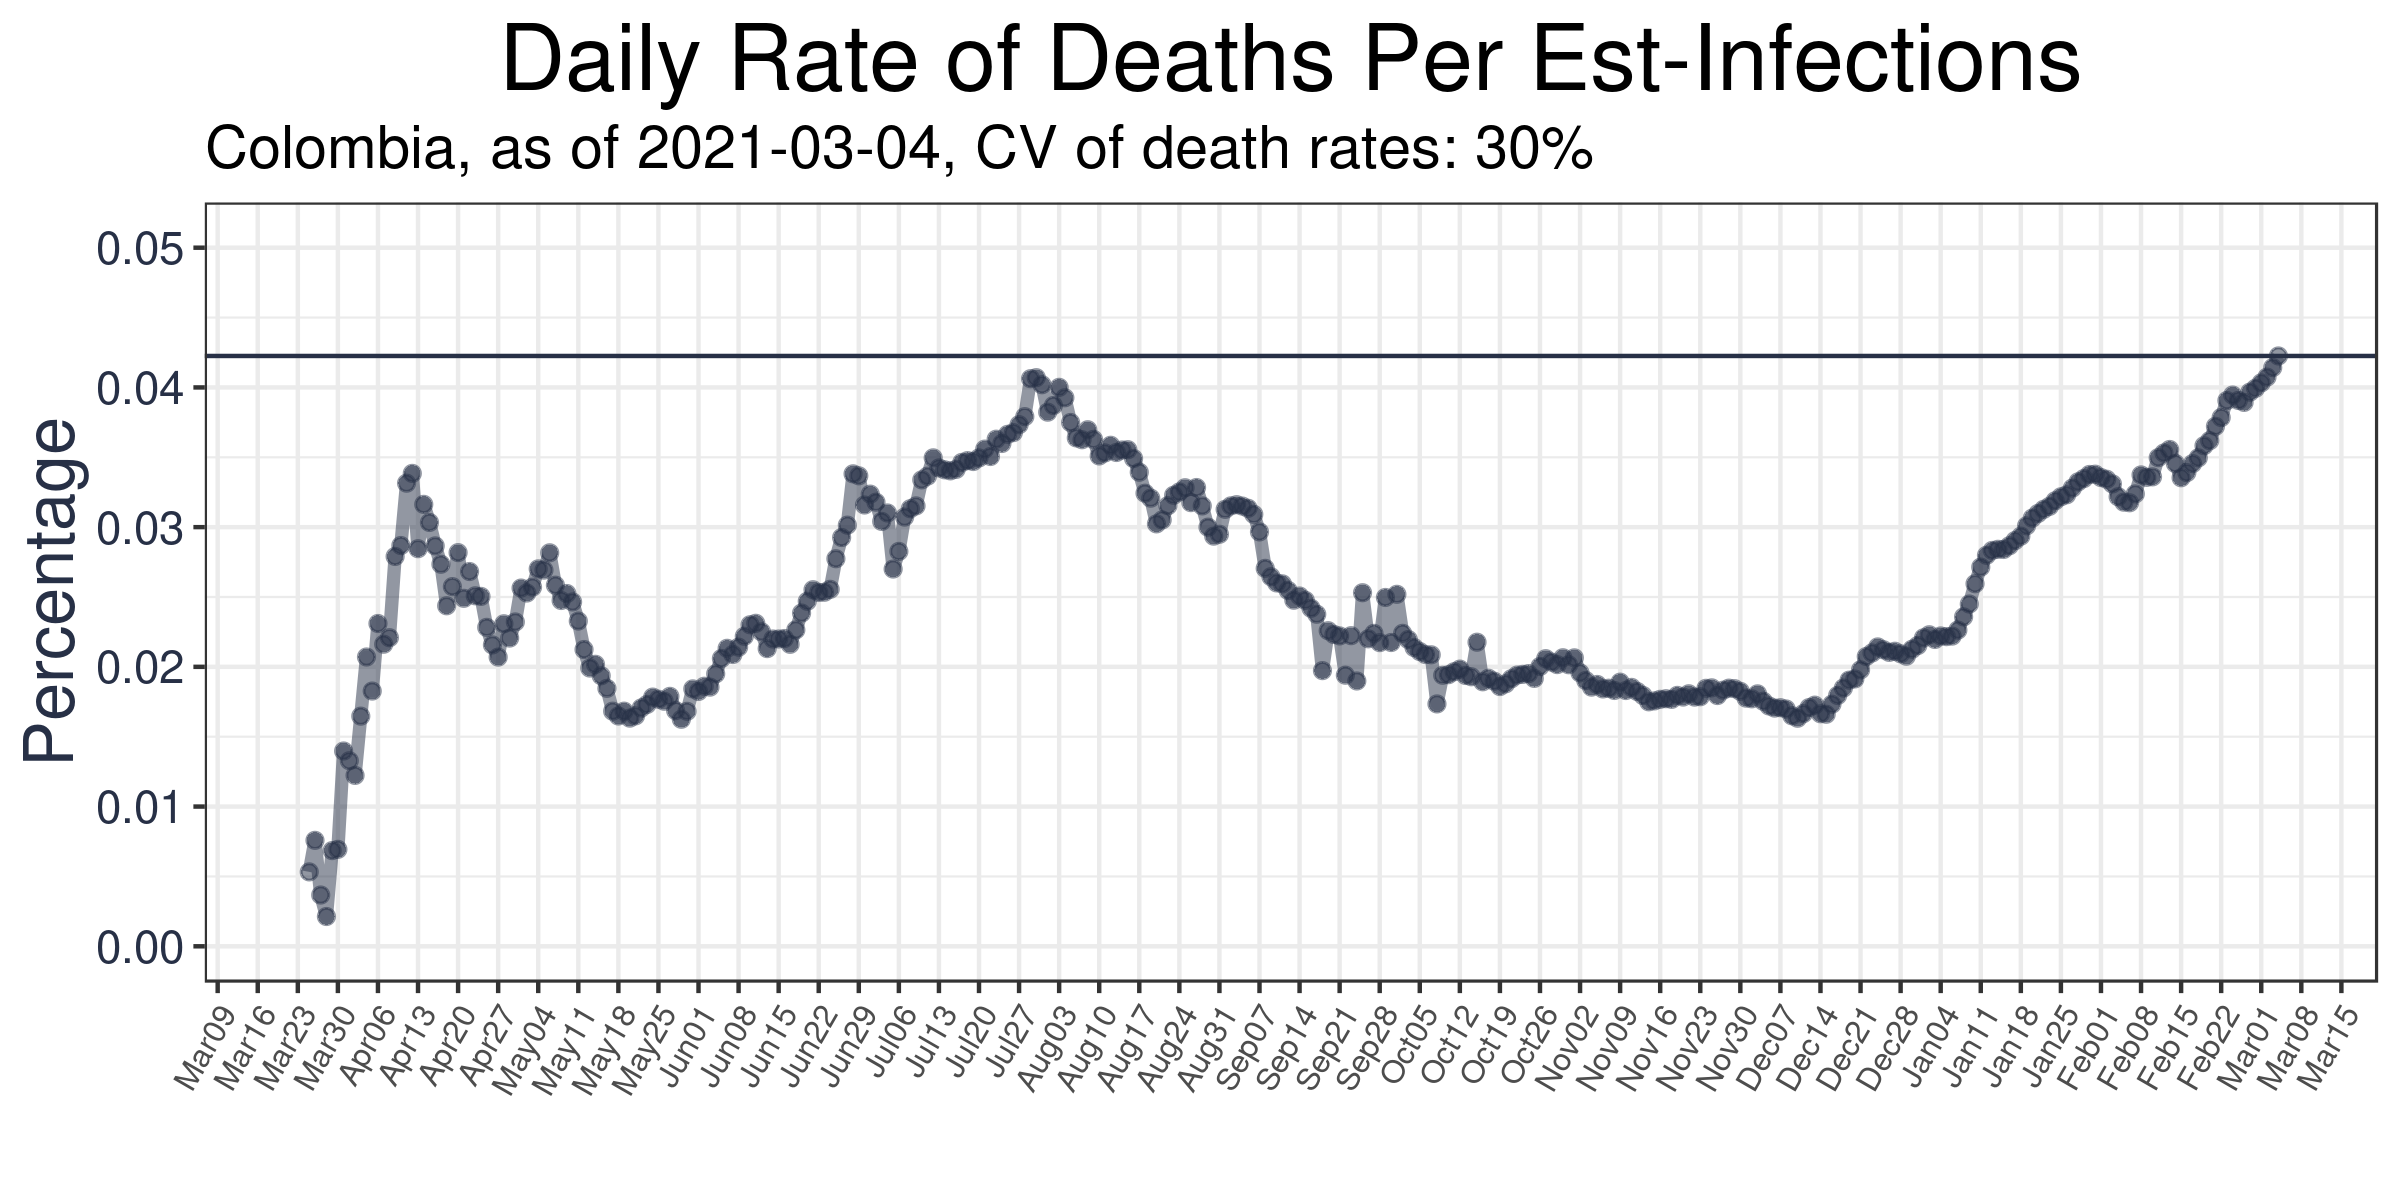 Daily Rate of Deaths Per Est-Infections
Colombia, as of 2021-03-04, CV of death rates: 30%
Percentage
0.05
0.04
0.03
0.02
0.01
0.00
Mar09 Mar16 Mar23 Mar30 Apr06 Apr13 Apr20 Apr27 May04 May11 May18 May25 Jun01 Jun08 Jun15 Jun22 Jun29 Jul06 Jul13 Jul20 Jul27 Aug03 Aug10 Aug17 Aug24 Aug31 Sep07 Sep14 Sep21 Sep28 Oct05 Oct12 Oct19 Oct26 Nov02 Nov09 Nov16 Nov23 Nov30 Dec07 Dec14 Dec21 Dec28 Jan04 Jan11 Jan18 Jan25 Feb01 Feb08 Feb15 Feb22 Mar01 Mar08 Mar15